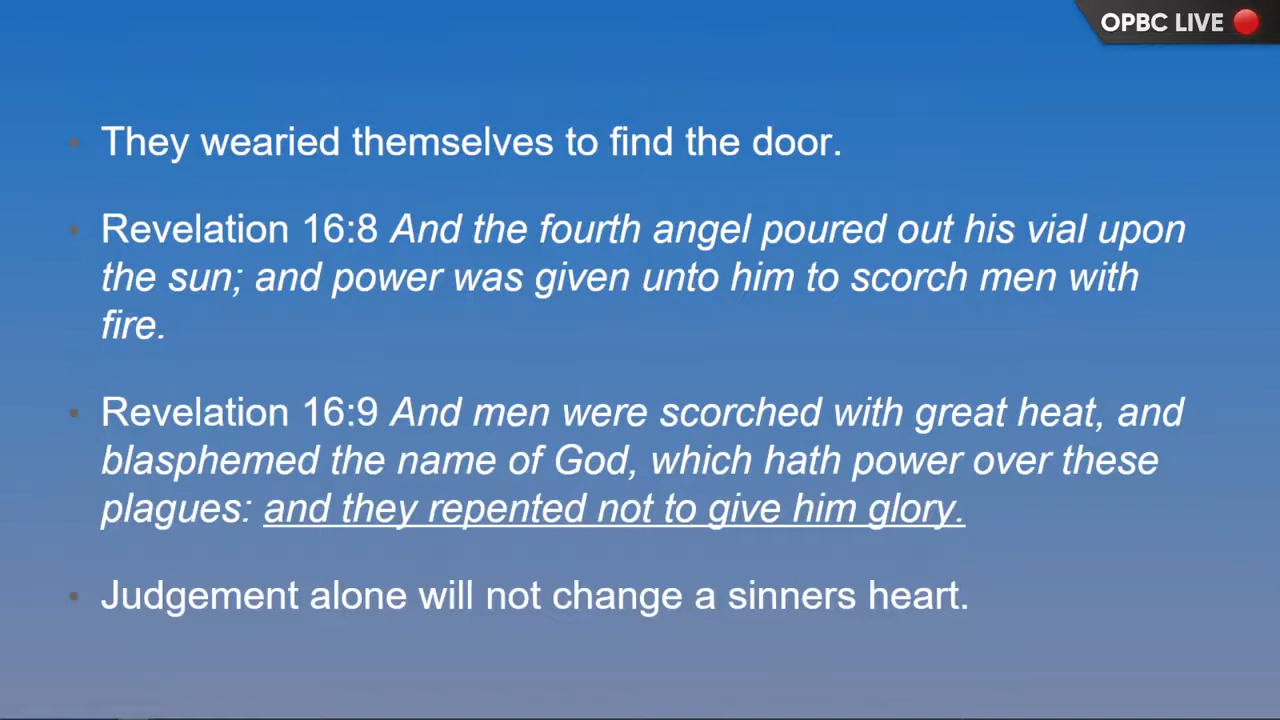 OPBC LIVE
• They wearied themselves to find the door.
• Revelation 16:8 And the fourth angel poured out his vial upon
the sun; and power was given unto him to scorch men with
fire.
• Revelation 16:9 And men were scorched with great heat, and
blasphemed the name of God, which hath power over these
plagues: and they repented not to give him glory.
• Judgement alone will not change a sinners heart.